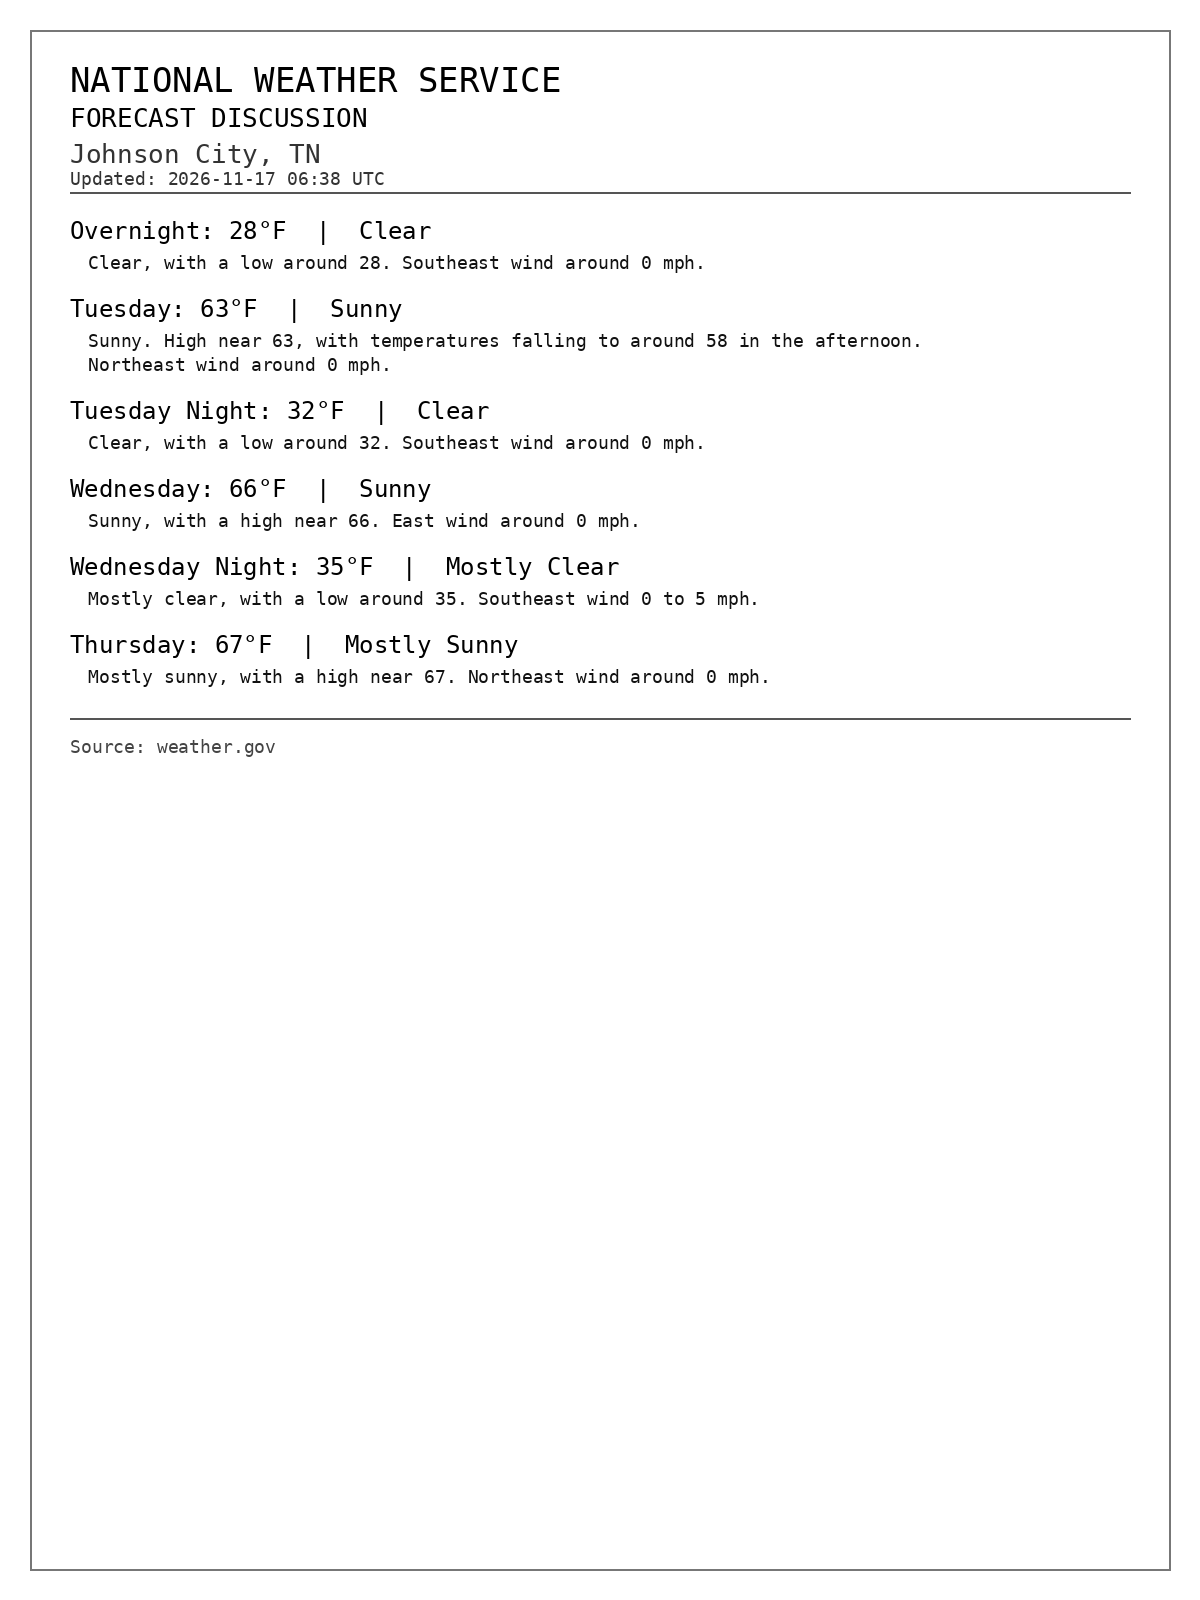 NATIONAL WEATHER SERVICE
FORECAST DISCUSSION
Johnson City, TN
Updated: 2026-11-17 06:38 UTC
Overnight: 28°F | Clear
Clear, with a low around 28. Southeast wind around 0 mph.
Tuesday: 63°F | Sunny
Sunny. High near 63, with temperatures falling to around 58 in the afternoon.
Northeast wind around 0 mph.
Tuesday Night: 32°F | Clear
Clear, with a low around 32. Southeast wind around 0 mph.
Wednesday: 66°F | Sunny
Sunny, with a high near 66. East wind around 0 mph.
Wednesday Night: 35°F | Mostly Clear
Mostly clear, with a low around 35. Southeast wind 0 to 5 mph.
Thursday: 67°F | Mostly Sunny
Mostly sunny, with a high near 67. Northeast wind around 0 mph.
Source: weather.gov